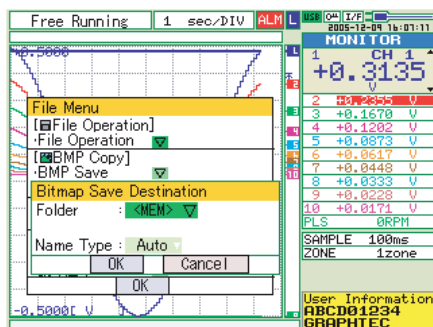 Free Running 1 sec/DIV ALM L USB I/F
2005-12-09 16:07:11
MONITOR
1 CH 1
+0.3135
V
2 +0.2355 V
3 +0.1670 V
4 +0.1202 V
5 +0.0873 V
6 +0.0617 V
7 +0.0448 V
8 +0.0333 V
9 +0.0228 V
10 +0.0171 V
PLS 0RPM
SAMPLE 100ms
ZONE 1zone
User Information
ABCD01234
GRAPHTEC
+0.5000
File Menu
[File Operation]
·File Operation
[BMP Copy]
·BMP Save
Bitmap Save Destination
Folder : <MEM>
Name Type : Auto
OK Cancel
OK
-0.5000[ V ]